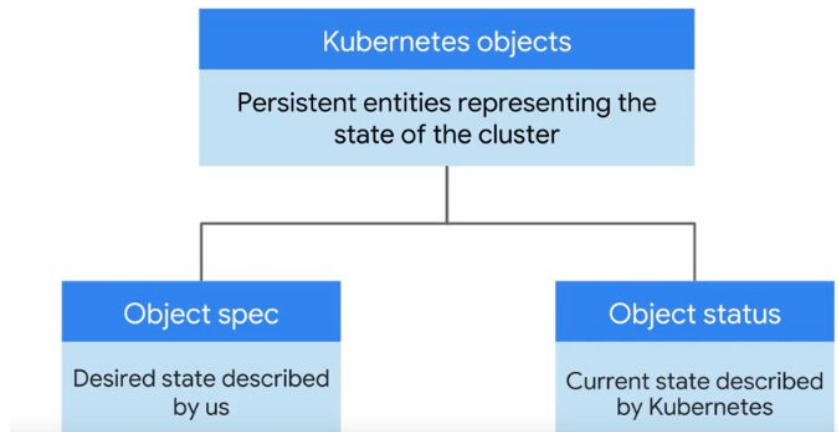 Kubernetes objects
Persistent entities representing the
state of the cluster
Object spec
Desired state described
by us
Object status
Current state described
by Kubernetes